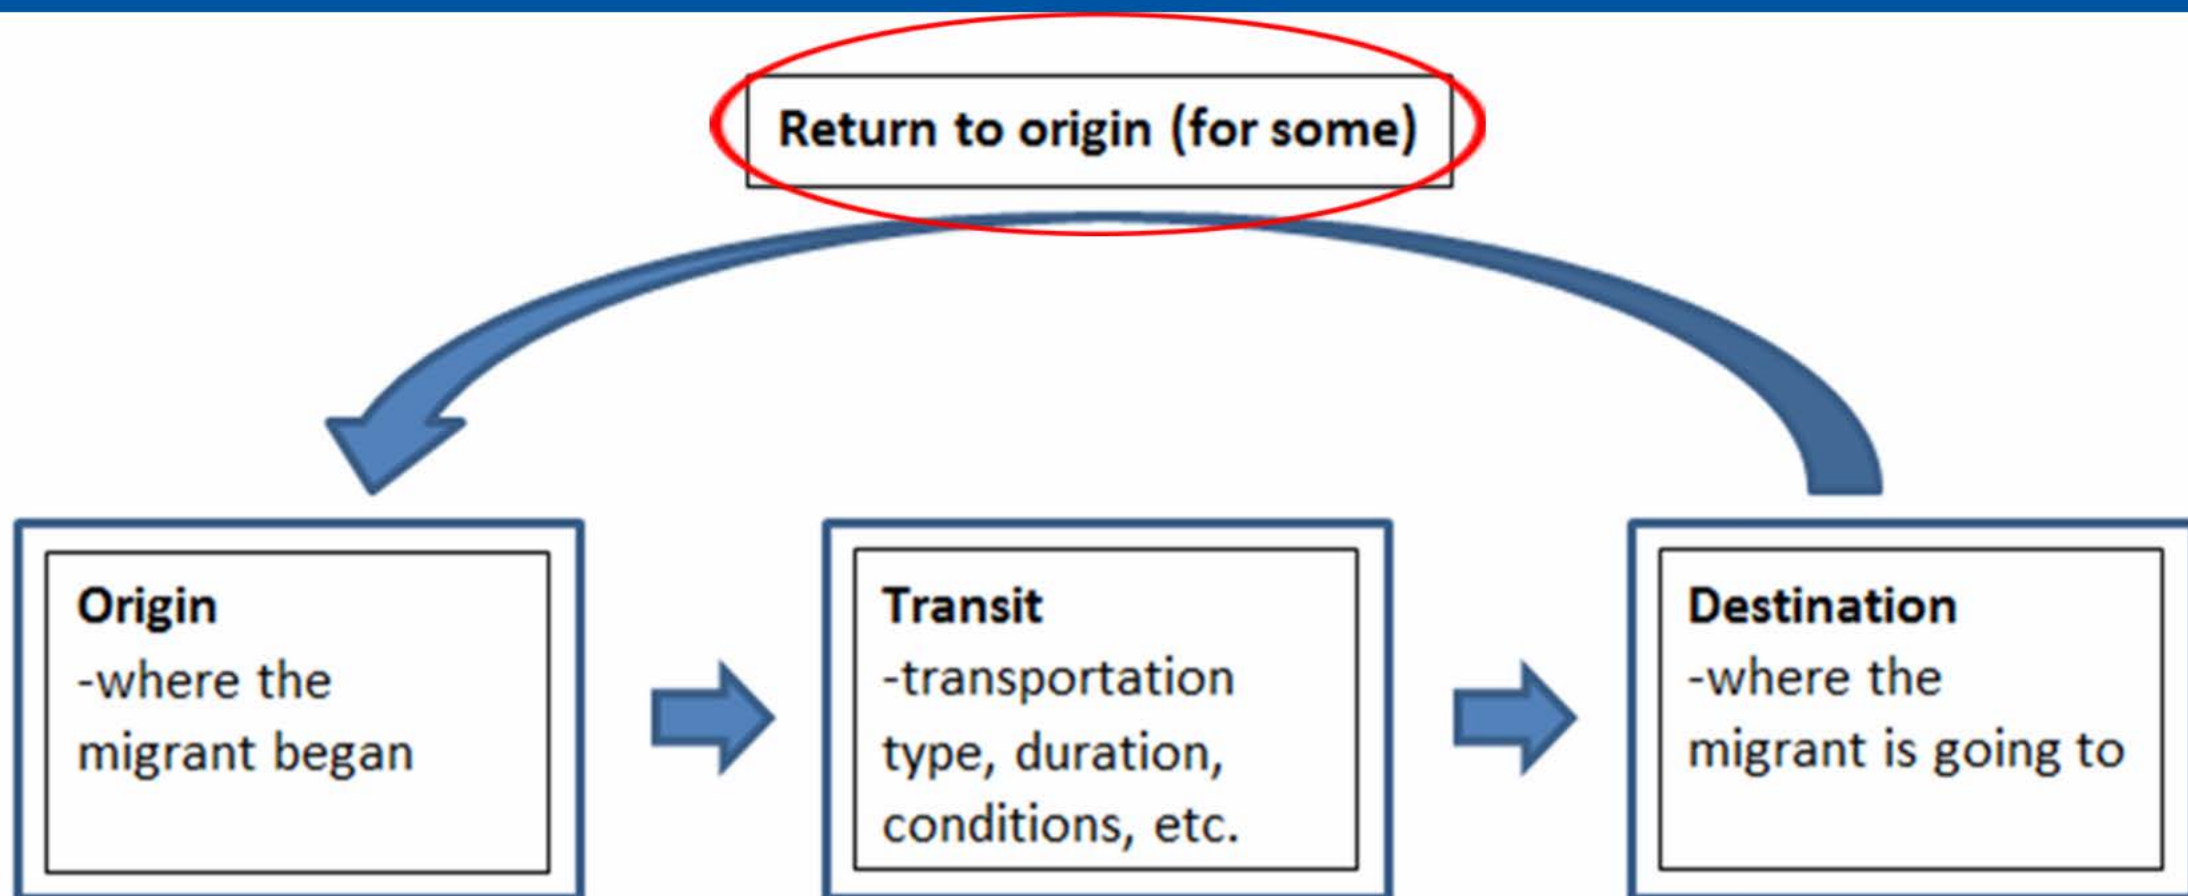 Return to origin (for some)
Origin
-where the
migrant began
Transit
-transportation
type, duration,
conditions, etc.
Destination
-where the
migrant is going to